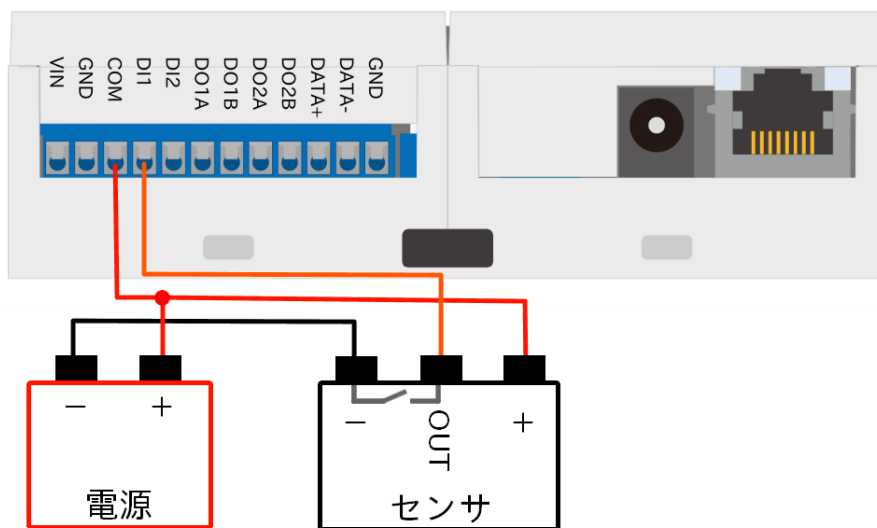 VIN
GND
COM
DI1
DI2
DO1A
DO1B
DO2A
DO2B
DATA+
DATA-
GND
− +
電源
− OUT +
センサ